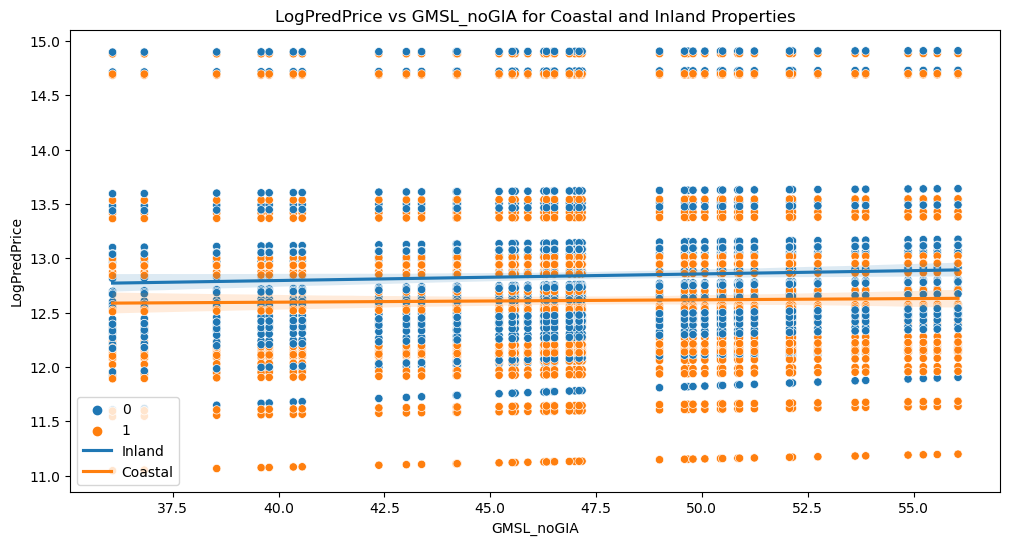 LogPredPrice vs GMSL_noGIA for Coastal and Inland Properties
15.0
14.5
14.0
13.5
13.0
12.5
12.0
11.5
11.0
LogPredPrice
0
1
Inland
Coastal
37.5 40.0 42.5 45.0 47.5 50.0 52.5 55.0
GMSL_noGIA